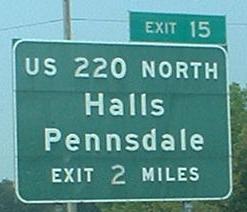 EXIT 15
US 220 NORTH
Halls
Pennsdale
EXIT 2 MILES